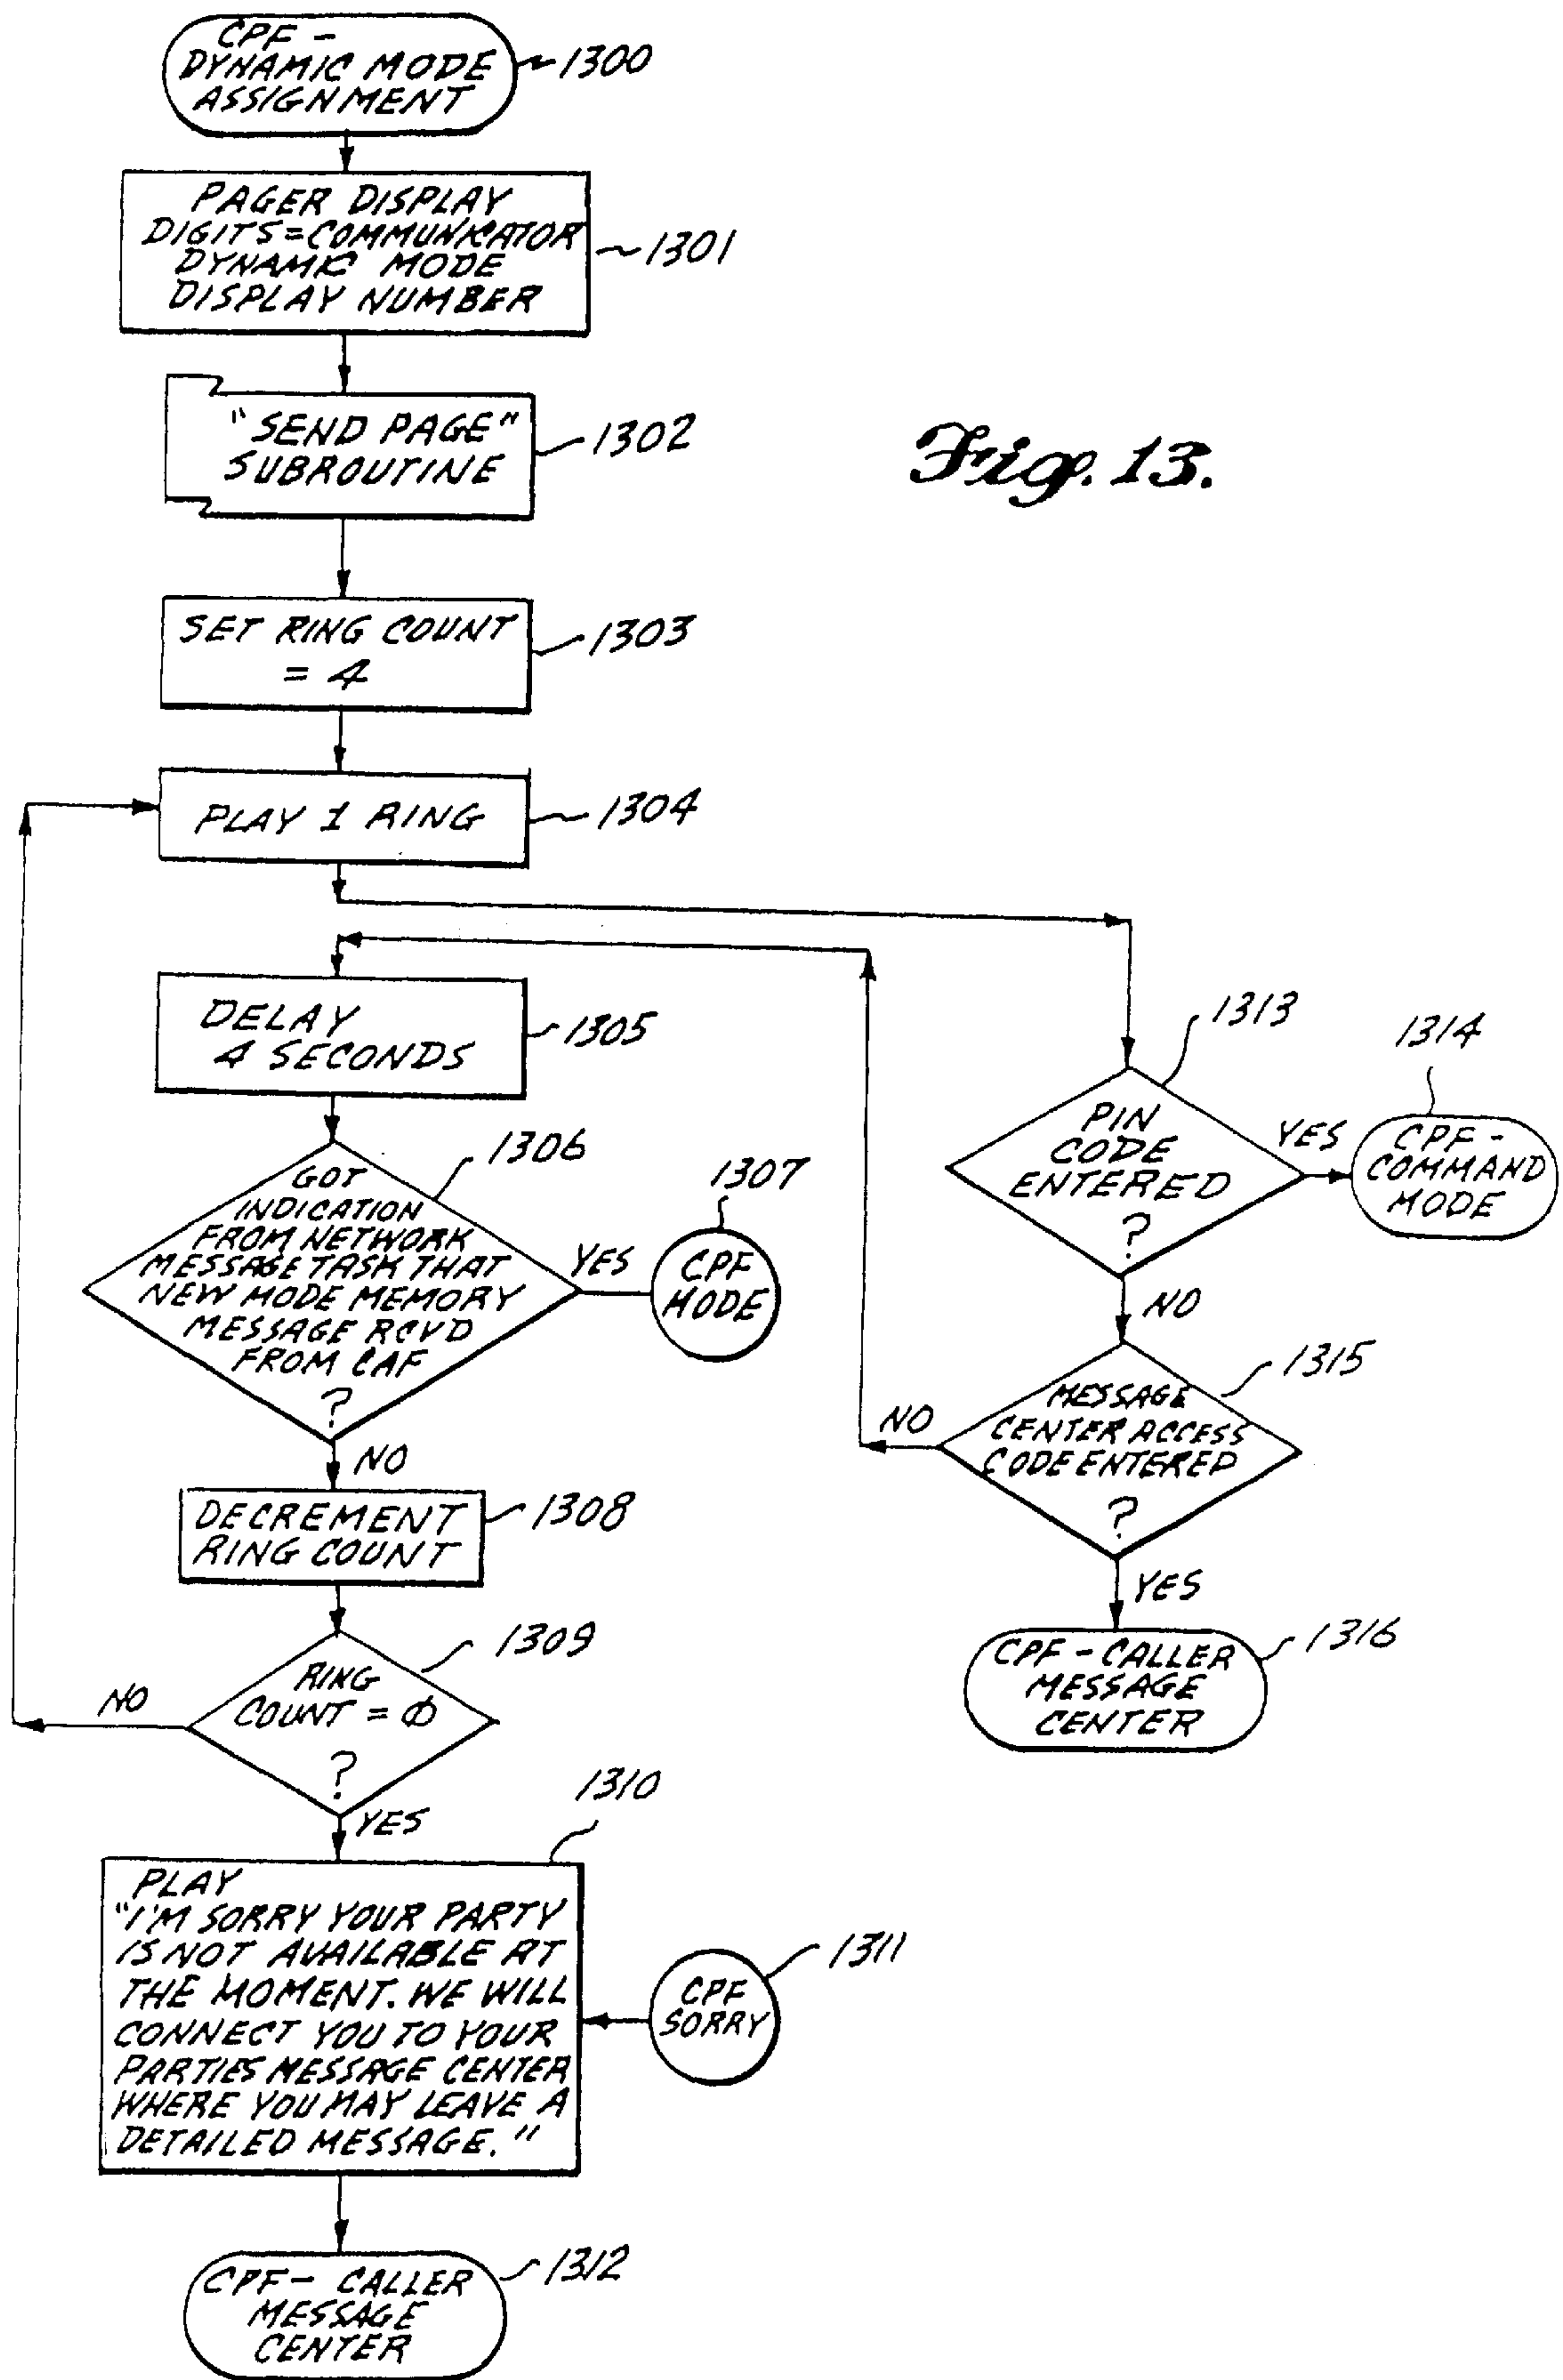 CPF -
DYNAMIC MODE
ASSIGNMENT
1300
PAGER DISPLAY
DIGITS = COMMUNICATOR
DYNAMIC MODE
DISPLAY NUMBER
1301
"SEND PAGE"
SUBROUTINE
1302
Fig. 13.
SET RING COUNT
= 4
1303
PLAY 1 RING
1304
DELAY
4 SECONDS
1305
GOT
INDICATION
FROM NETWORK
MESSAGE TASK THAT
NEW MODE MEMORY
MESSAGE RCVD
FROM CAF
?
1306
YES
CPF
MODE
1307
NO
DECREMENT
RING COUNT
1308
RING
COUNT = Ø
?
1309
NO
YES
PLAY
"I'M SORRY YOUR PARTY
IS NOT AVAILABLE AT
THE MOMENT. WE WILL
CONNECT YOU TO YOUR
PARTIES MESSAGE CENTER
WHERE YOU MAY LEAVE A
DETAILED MESSAGE."
1310
CPF
SORRY
1311
CPF - CALLER
MESSAGE
CENTER
1312
PIN
CODE
ENTERED
?
1313
YES
CPF -
COMMAND
MODE
1314
NO
MESSAGE
CENTER ACCESS
CODE ENTERED
?
1315
NO
YES
CPF - CALLER
MESSAGE
CENTER
1316